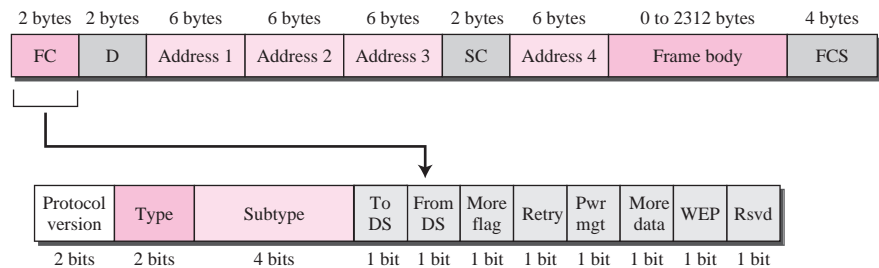 2 bytes 2 bytes 6 bytes 6 bytes 6 bytes 2 bytes 6 bytes 0 to 2312 bytes 4 bytes
FC D Address 1 Address 2 Address 3 SC Address 4 Frame body FCS
Protocol version Type Subtype To DS From DS More flag Retry Pwr mgt More data WEP Rsvd
2 bits 2 bits 4 bits 1 bit 1 bit 1 bit 1 bit 1 bit 1 bit 1 bit 1 bit